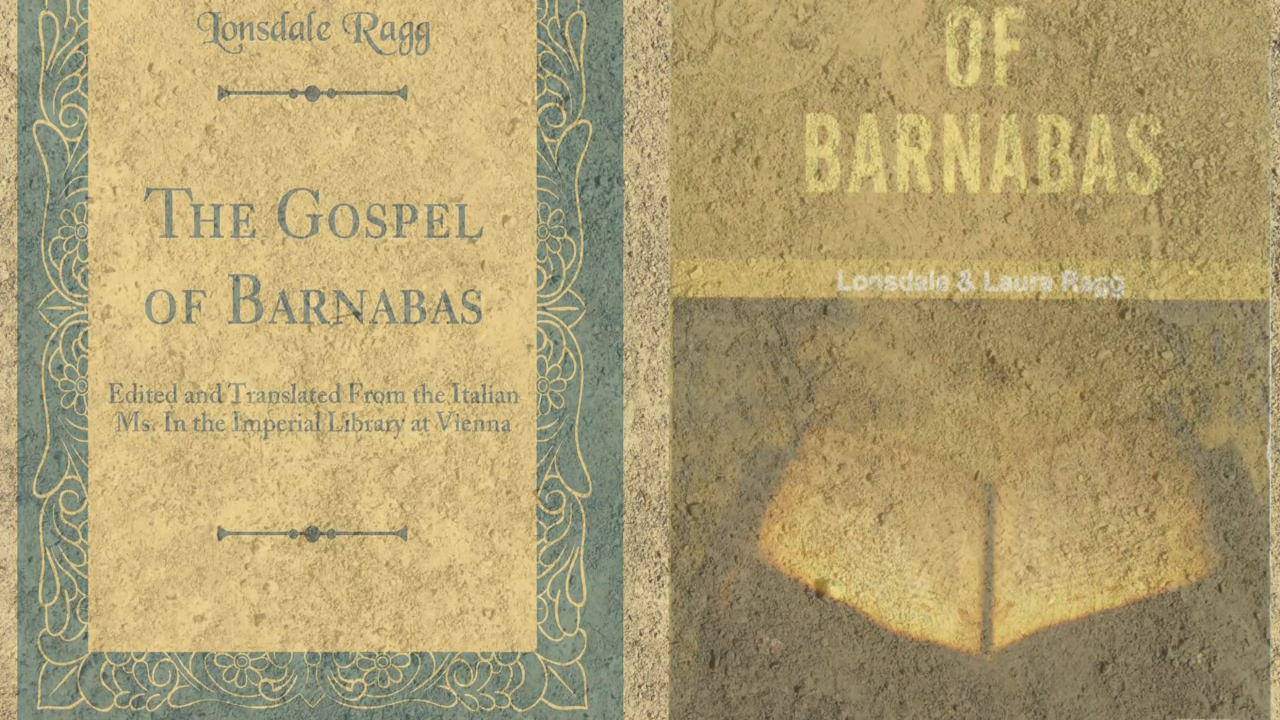 Lonsdale Ragg
THE GOSPEL
OF BARNABAS
Edited and Translated From the Italian
Ms. In the Imperial Library at Vienna
OF
BARNABAS
Lonsdale & Laura Ragg